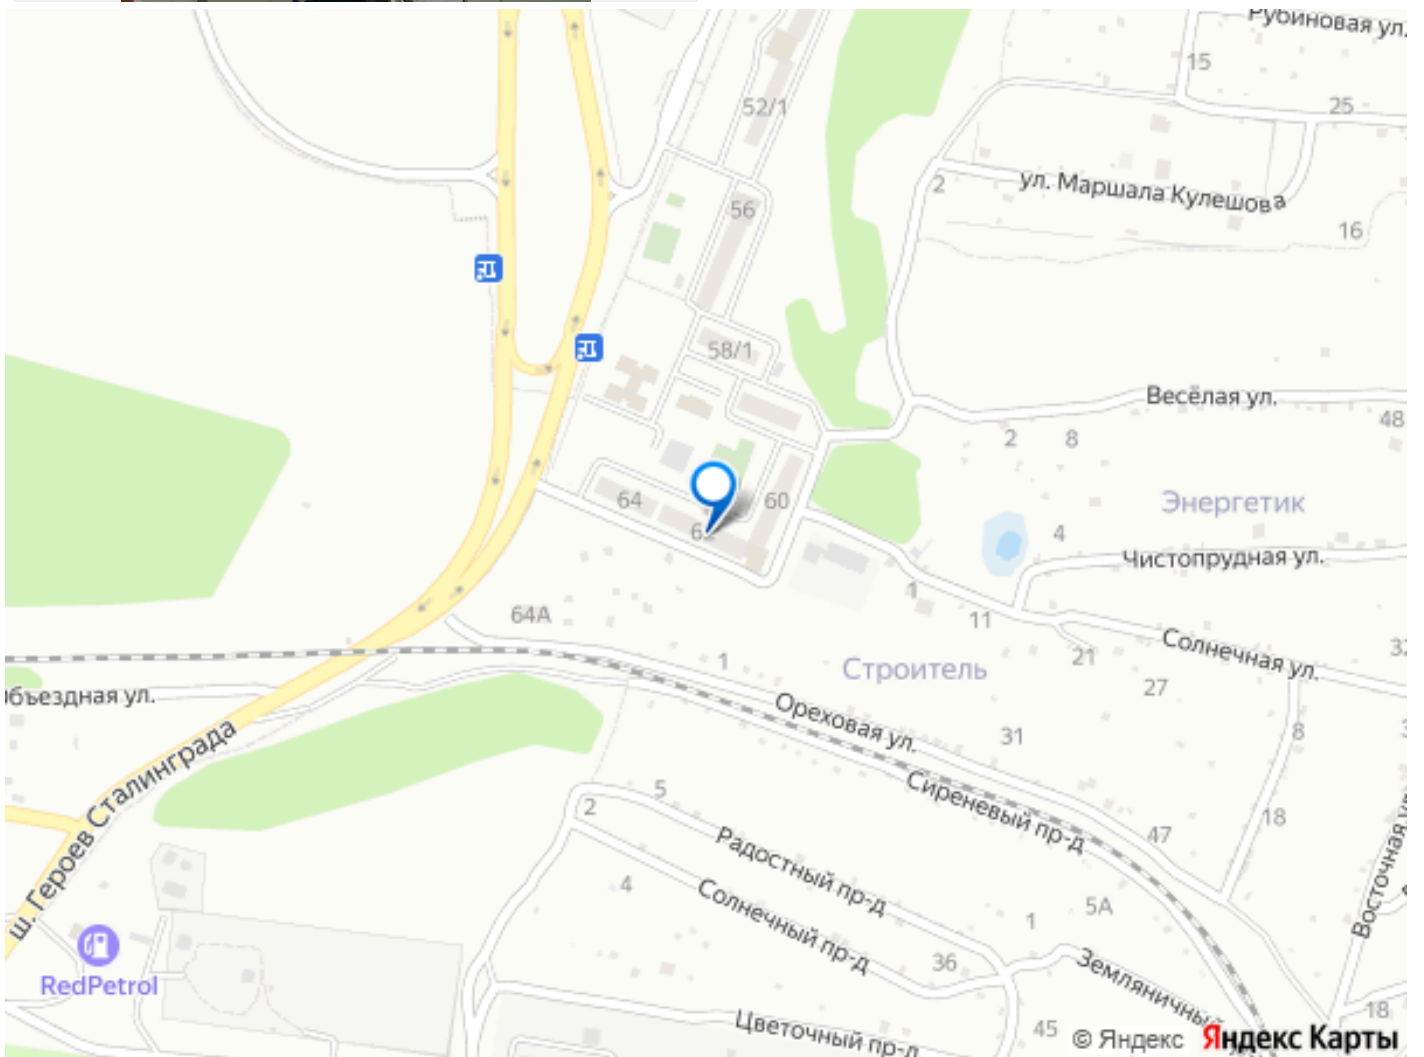 Рубиновая ул.
15
52/1
25
ул. Маршала Кулешова
2
56
16
58/1
Весёлая ул.
48
2
8
64
60
Энергетик
4
Чистопрудная ул.
1
64А
11
Солнечная ул.
1
Строитель
21
27
бъездная ул.
Ореховая ул.
31
8
ш. Героев Сталинграда
Сиреневый пр-д
5
2
18
47
Радостный пр-д
Восточная ул
4
Солнечный пр-д
5А
1
36
Земляничный
RedPetrol
18
Цветочный пр-д
45
© Яндекс Яндекс Карты